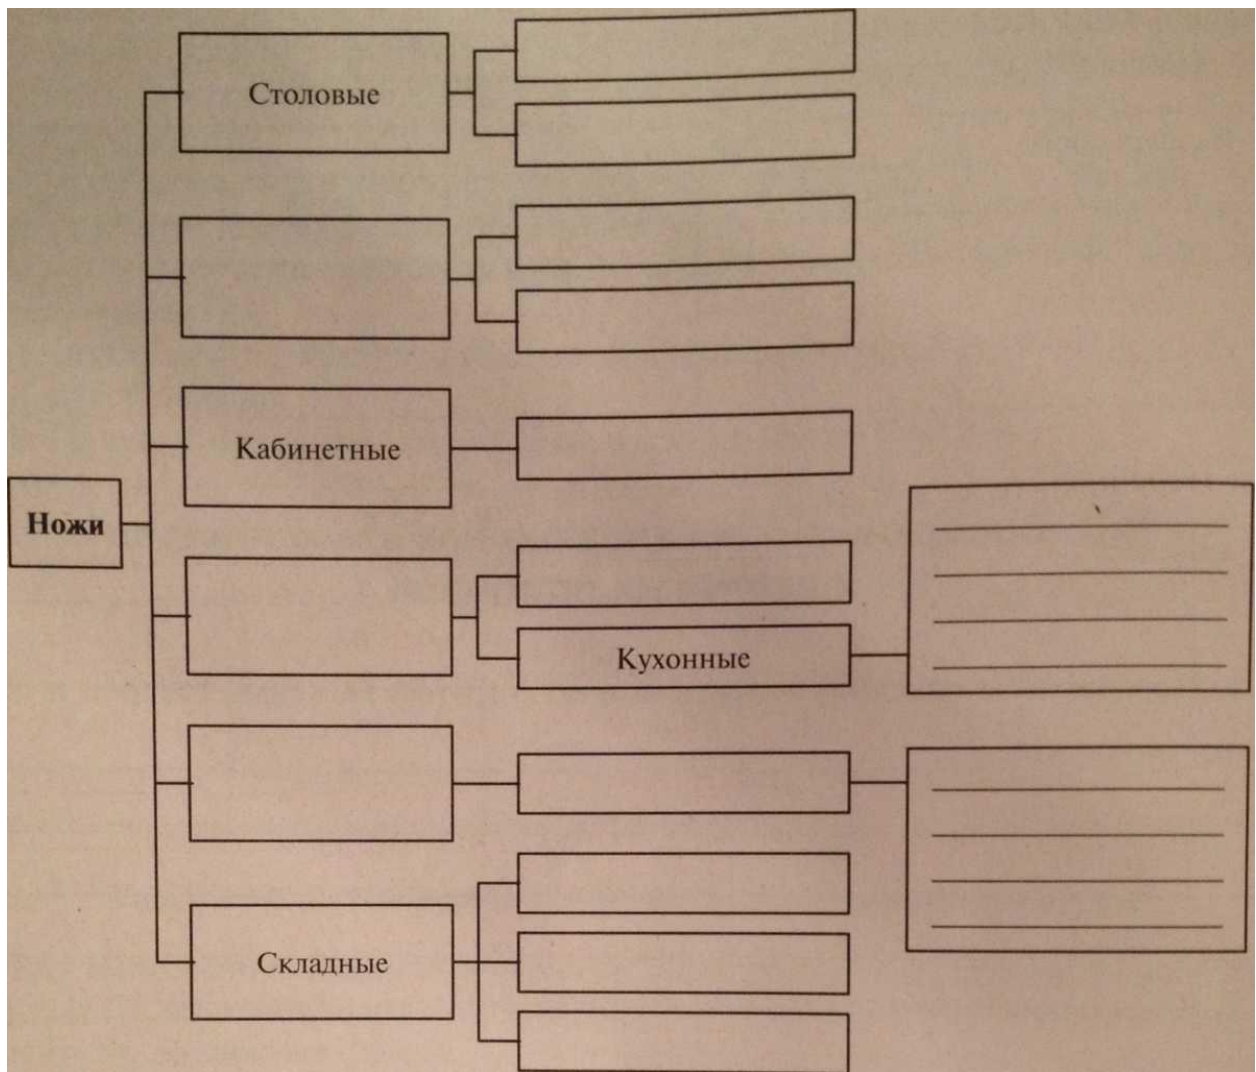 Столовые
Кабинетные
Ножи
Кухонные
Складные